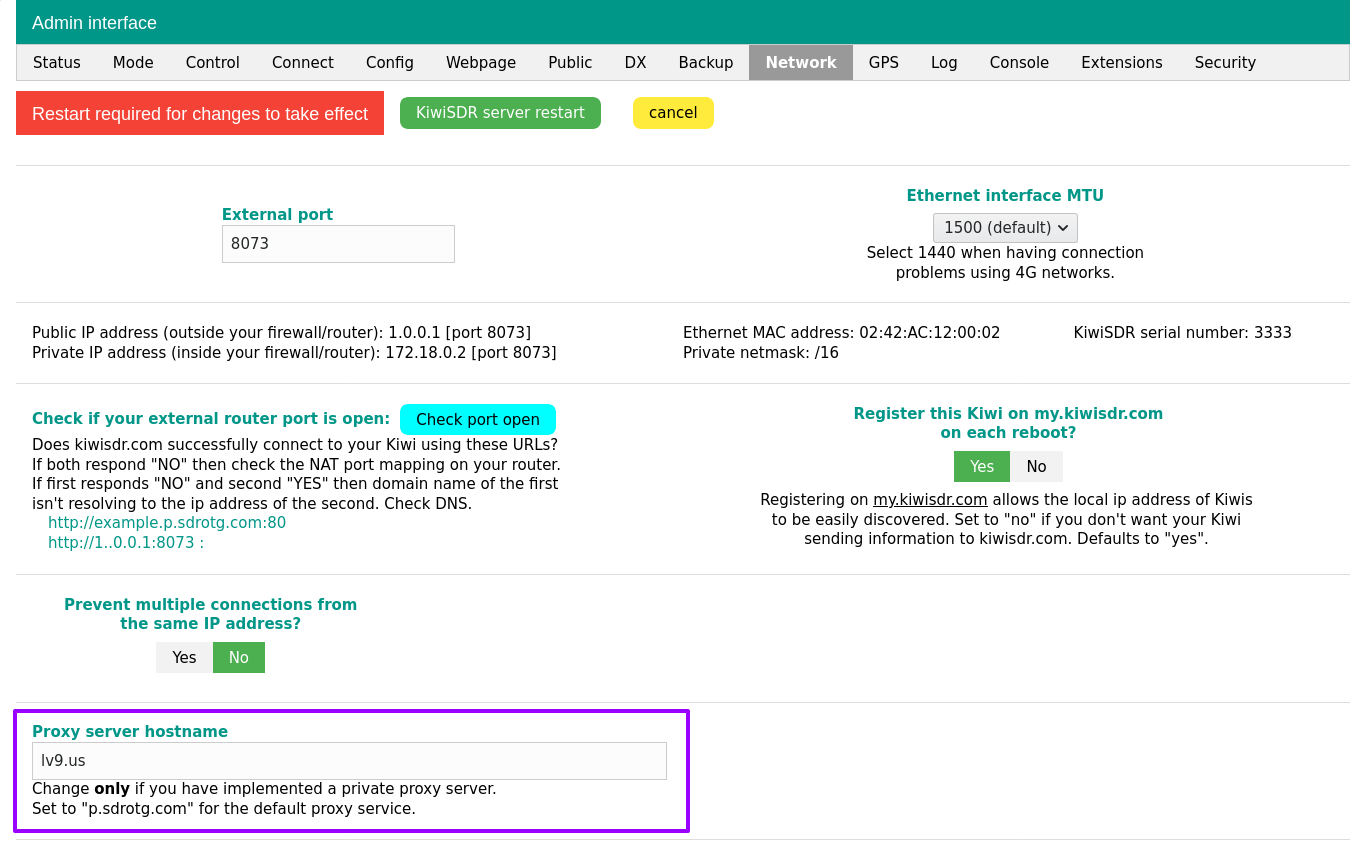 Admin interface
Status Mode Control Connect Config Webpage Public DX Backup Network GPS Log Console Extensions Security
Restart required for changes to take effect KiwiSDR server restart cancel
Ethernet interface MTU
External port
1500 (default)
8073
Select 1440 when having connection
problems using 4G networks.
Public IP address (outside your firewall/router): 1.0.0.1 [port 8073]
Private IP address (inside your firewall/router): 172.18.0.2 [port 8073]
Ethernet MAC address: 02:42:AC:12:00:02
Private netmask: /16
KiwiSDR serial number: 3333
Check if your external router port is open: Check port open
Does kiwisdr.com successfully connect to your Kiwi using these URLs?
If both respond "NO" then check the NAT port mapping on your router.
If first responds "NO" and second "YES" then domain name of the first
isn't resolving to the ip address of the second. Check DNS.
http://example.p.sdrotg.com:80
http://1..0.0.1:8073 :
Register this Kiwi on my.kiwisdr.com
on each reboot?
Yes No
Registering on my.kiwisdr.com allows the local ip address of Kiwis
to be easily discovered. Set to "no" if you don't want your Kiwi
sending information to kiwisdr.com. Defaults to "yes".
Prevent multiple connections from
the same IP address?
Yes No
Proxy server hostname
lv9.us
Change only if you have implemented a private proxy server.
Set to "p.sdrotg.com" for the default proxy service.